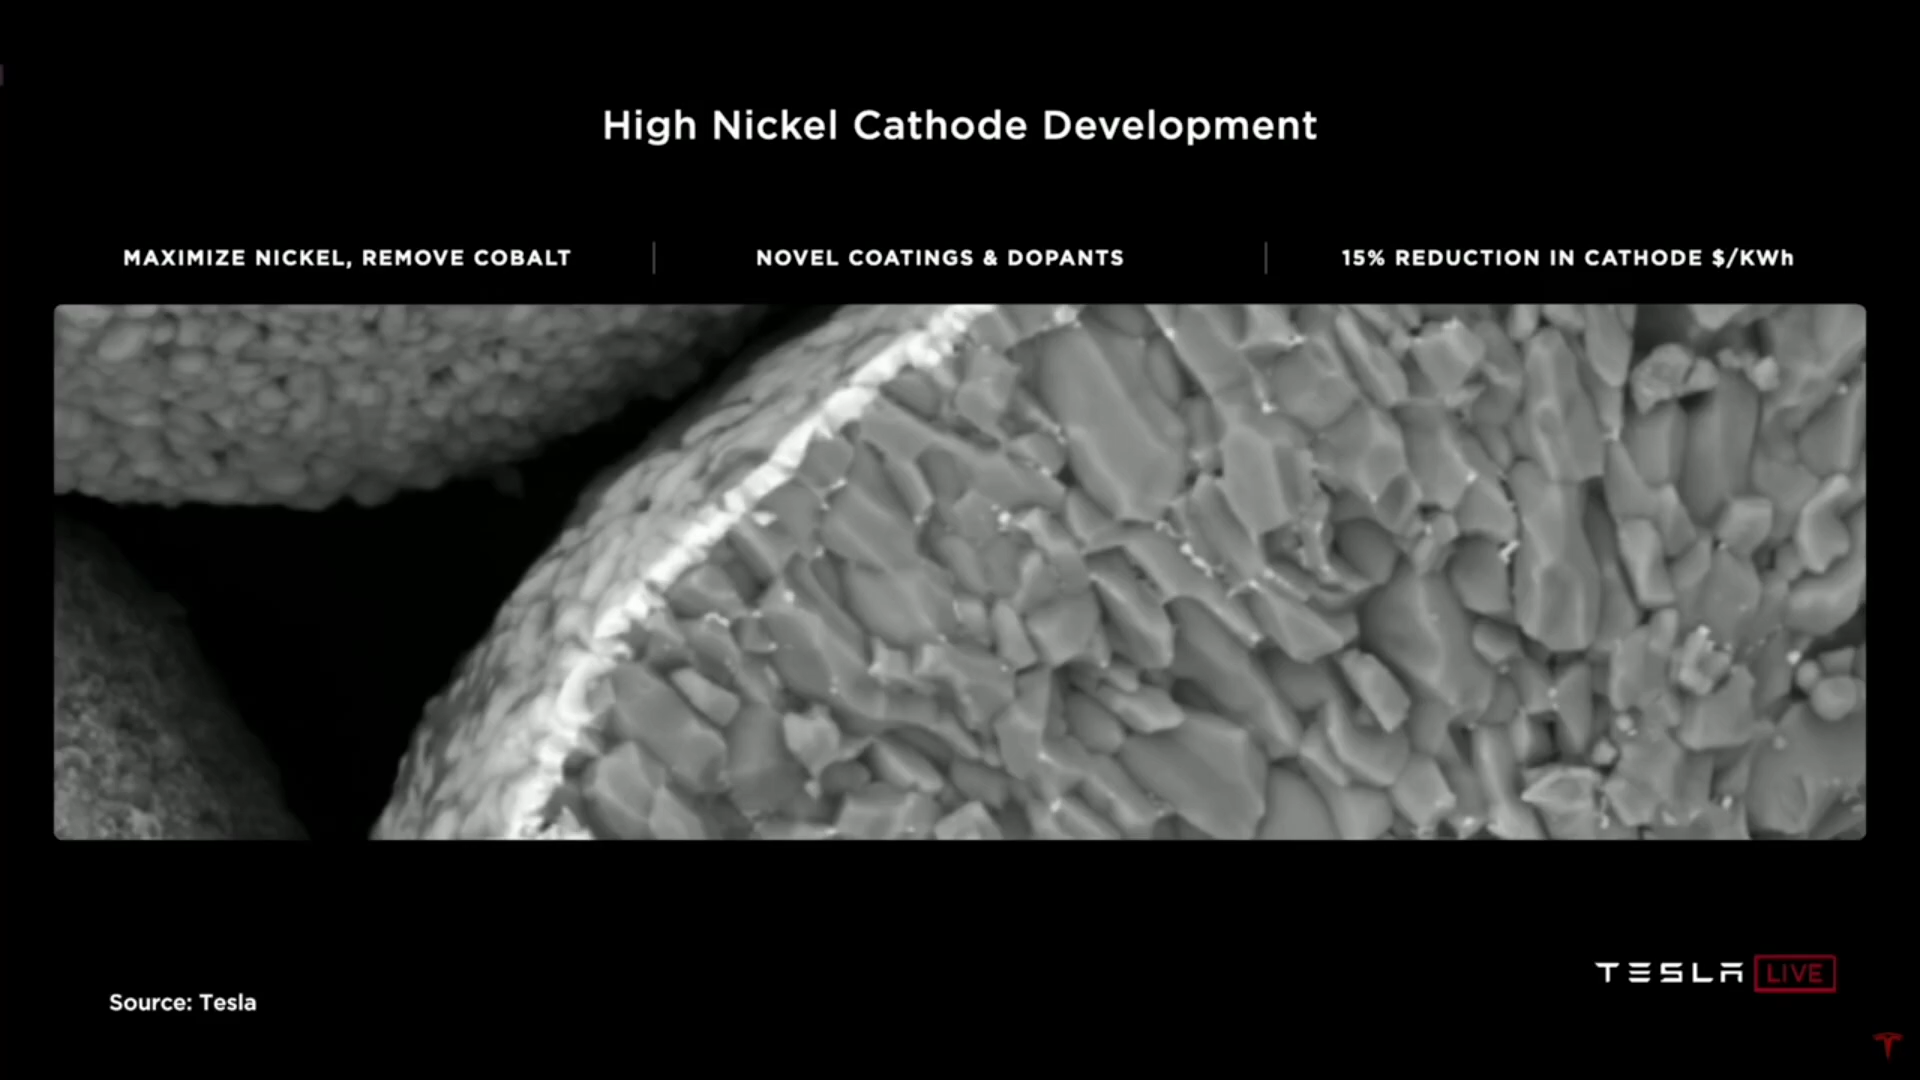 High Nickel Cathode Development
MAXIMIZE NICKEL, REMOVE COBALT
NOVEL COATINGS & DOPANTS
15% REDUCTION IN CATHODE $/KWh
TESLA LIVE
Source: Tesla